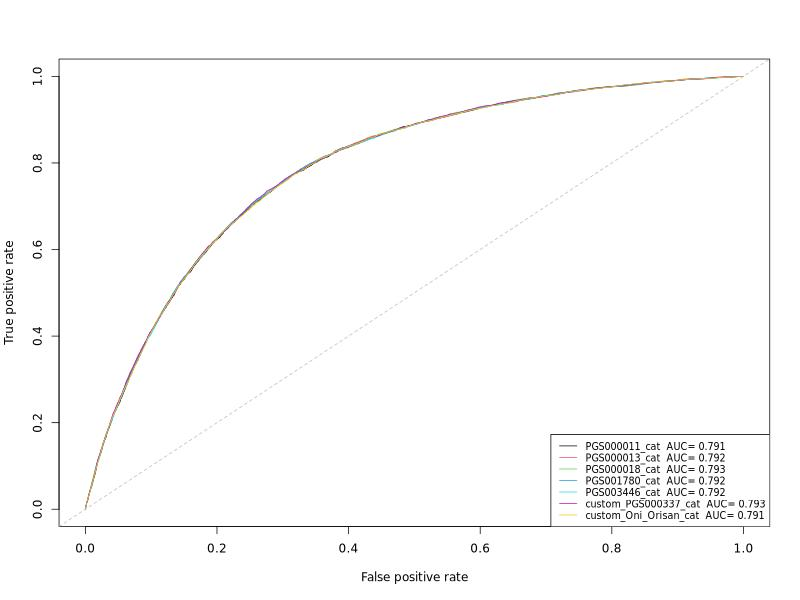 1.0
0.8
0.6
0.4
0.2
0.0
True positive rate
PGS000011_cat AUC= 0.791
PGS000013_cat AUC= 0.792
PGS000018_cat AUC= 0.793
PGS001780_cat AUC= 0.792
PGS003446_cat AUC= 0.792
custom_PGS000337_cat AUC= 0.793
custom_Oni_Orisan_cat AUC= 0.791
0.0 0.2 0.4 0.6 0.8 1.0
False positive rate